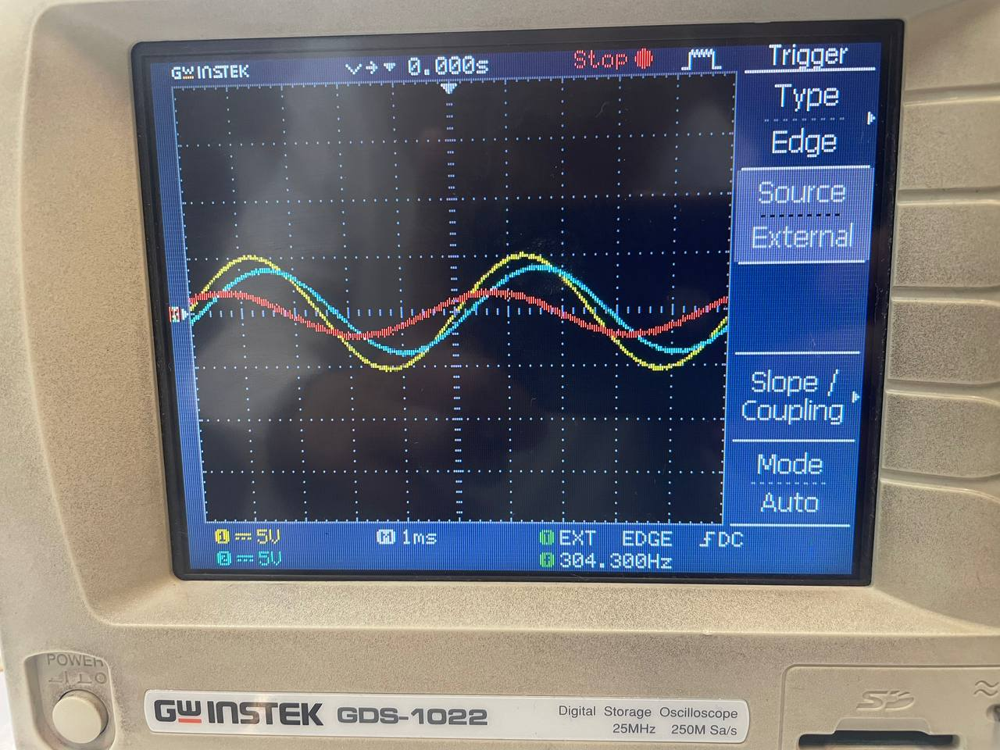 GW INSTEK
0.000s
Stop
Trigger
Type
Edge
Source
External
Slope /
Coupling
Mode
Auto
1 5V
M 1ms
T EXT EDGE DC
2 5V
304.300Hz
POWER
GW INSTEK GDS-1022
Digital Storage Oscilloscope
25MHz 250M Sa/s
SD